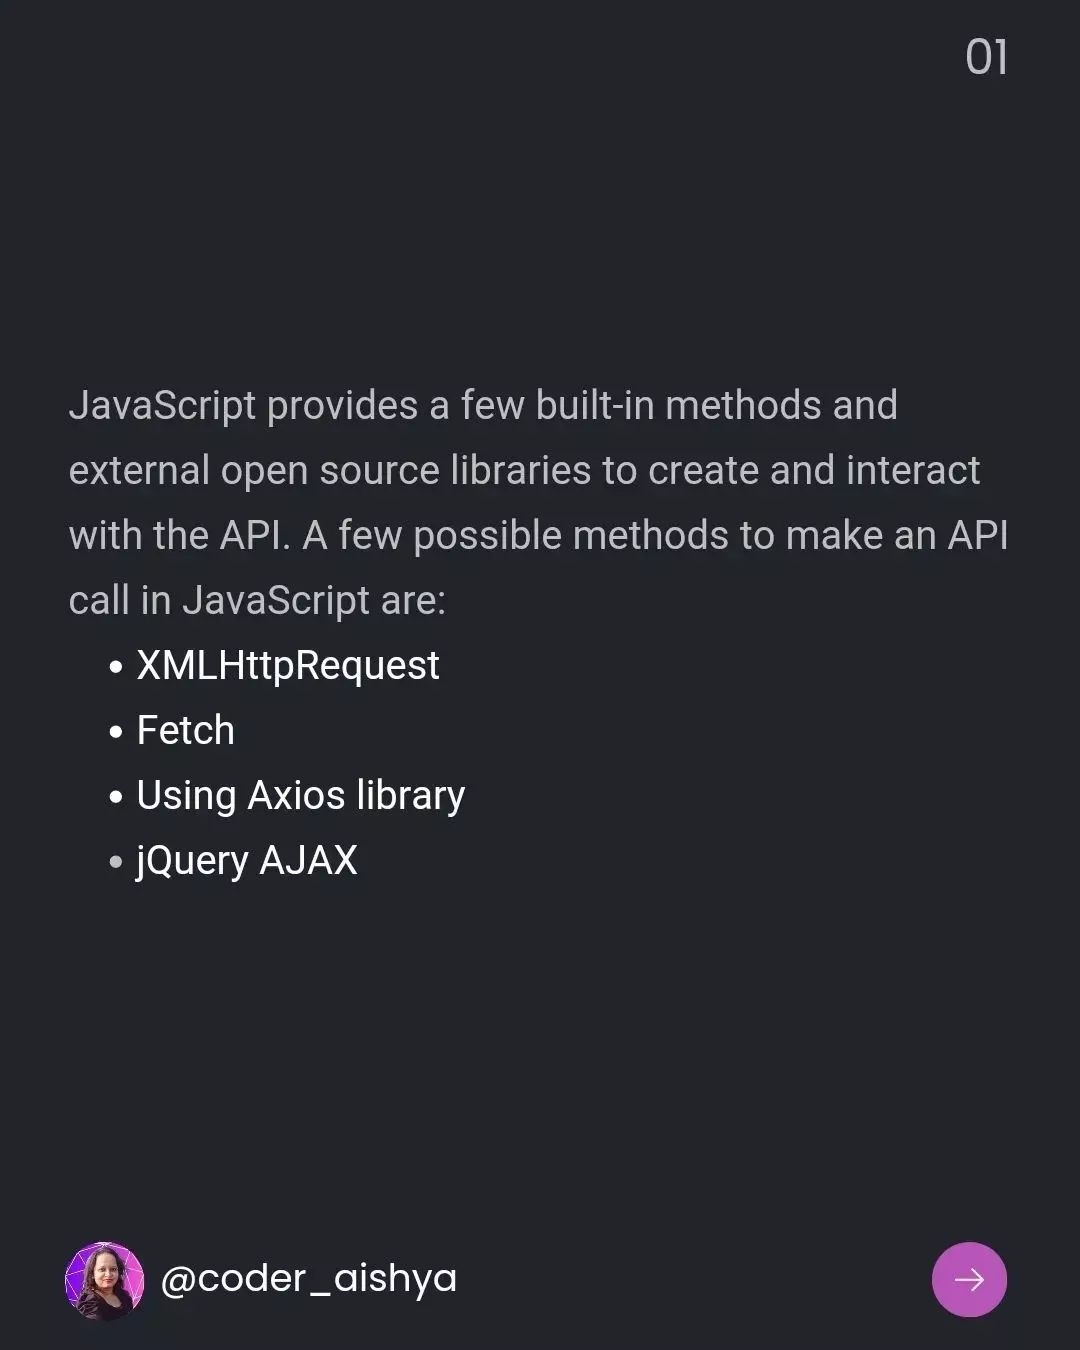 01
JavaScript provides a few built-in methods and
external open source libraries to create and interact
with the API. A few possible methods to make an API
call in JavaScript are:
• XMLHttpRequest
• Fetch
• Using Axios library
• jQuery AJAX
@coder_aishya